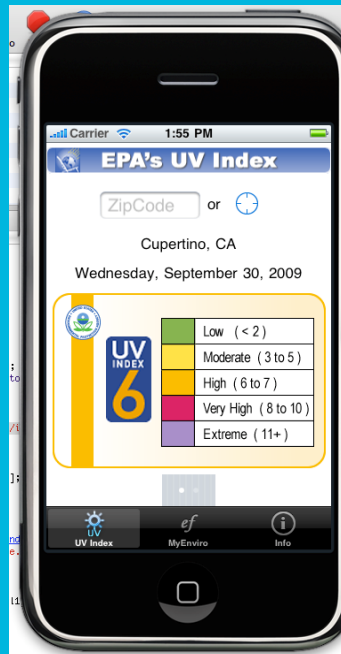 Carrier 1:55 PM
EPA's UV Index
ZipCode or
Cupertino, CA
Wednesday, September 30, 2009
UV
INDEX
6
Low ( < 2 )
Moderate ( 3 to 5 )
High ( 6 to 7 )
Very High ( 8 to 10 )
Extreme ( 11+ )
UV
UV Index
ef
MyEnviro
i
Info